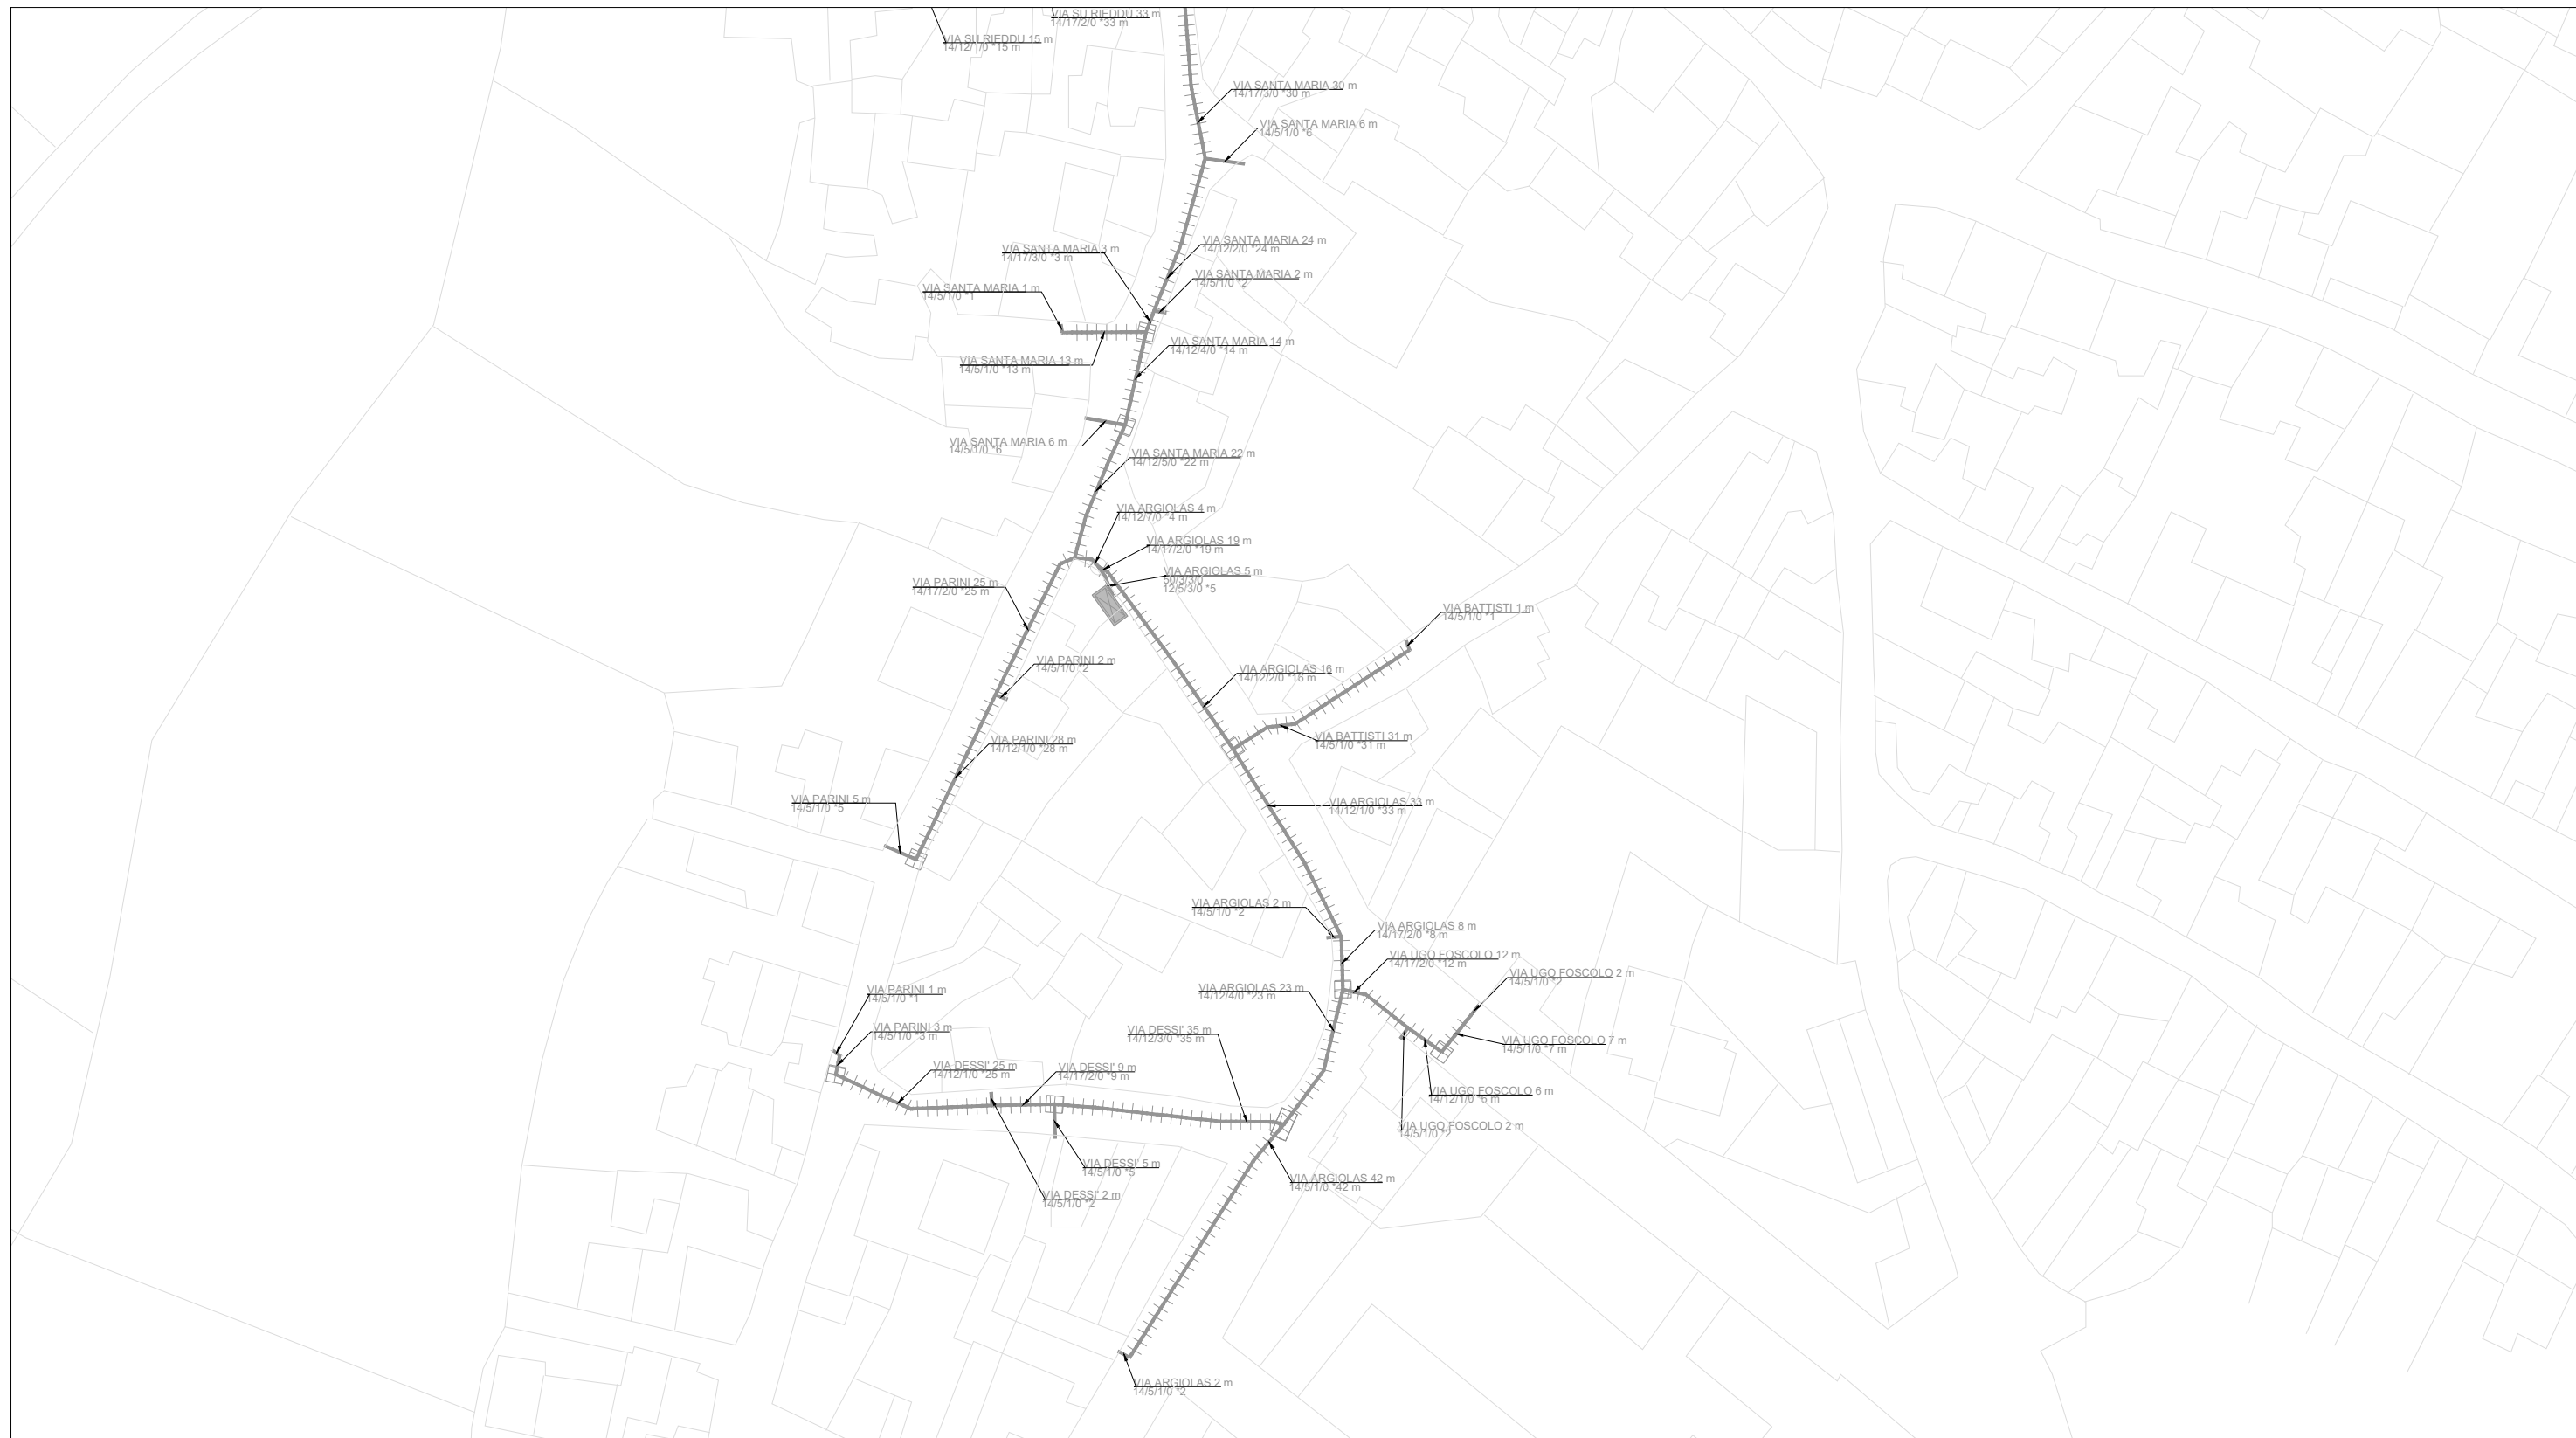 VIA SU RIEDDU 33 m
14/17/2/0 *33 m
VIA SU RIEDDU 15 m
14/12/1/0 *15 m
VIA SANTA MARIA 30 m
14/17/3/0 *30 m
VIA SANTA MARIA 6 m
14/5/1/0 *6
VIA SANTA MARIA 24 m
14/12/2/0 *24 m
VIA SANTA MARIA 3 m
14/17/3/0 *3 m
VIA SANTA MARIA 2 m
14/5/1/0 *2
VIA SANTA MARIA 1 m
14/5/1/0 *1
VIA SANTA MARIA 14 m
14/12/4/0 *14 m
VIA SANTA MARIA 13 m
14/5/1/0 *13 m
VIA SANTA MARIA 6 m
14/5/1/0 *6
VIA SANTA MARIA 22 m
14/12/5/0 *22 m
VIA ARGIOLAS 4 m
14/12/7/0 *4 m
VIA ARGIOLAS 19 m
14/17/2/0 *19 m
VIA ARGIOLAS 5 m
50/3/3/0
12/5/3/0 *5
VIA PARINI 25 m
14/17/2/0 *25 m
VIA BATTISTI 1 m
14/5/1/0 *1
VIA PARINI 2 m
14/5/1/0 *2
VIA ARGIOLAS 16 m
14/12/2/0 *16 m
VIA BATTISTI 31 m
14/5/1/0 *31 m
VIA PARINI 28 m
14/12/1/0 *28 m
VIA PARINI 5 m
14/5/1/0 *5
VIA ARGIOLAS 33 m
14/12/1/0 *33 m
VIA ARGIOLAS 2 m
14/5/1/0 *2
VIA ARGIOLAS 8 m
14/17/2/0 *8 m
VIA UGO FOSCOLO 12 m
14/17/2/0 *12 m
VIA UGO FOSCOLO 2 m
14/5/1/0 *2
VIA PARINI 1 m
14/5/1/0 *1
VIA ARGIOLAS 23 m
14/12/4/0 *23 m
VIA PARINI 3 m
14/5/1/0 *3 m
VIA DESSI' 35 m
14/12/3/0 *35 m
VIA UGO FOSCOLO 7 m
14/5/1/0 *7 m
VIA DESSI' 25 m
14/12/1/0 *25 m
VIA DESSI' 9 m
14/17/2/0 *9 m
VIA UGO FOSCOLO 6 m
14/12/1/0 *6 m
VIA UGO FOSCOLO 2 m
14/5/1/0 *2
VIA DESSI' 5 m
14/5/1/0 *5
VIA ARGIOLAS 42 m
14/5/1/0 *42 m
VIA DESSI' 2 m
14/5/1/0 *2
VIA ARGIOLAS 2 m
14/5/1/0 *2